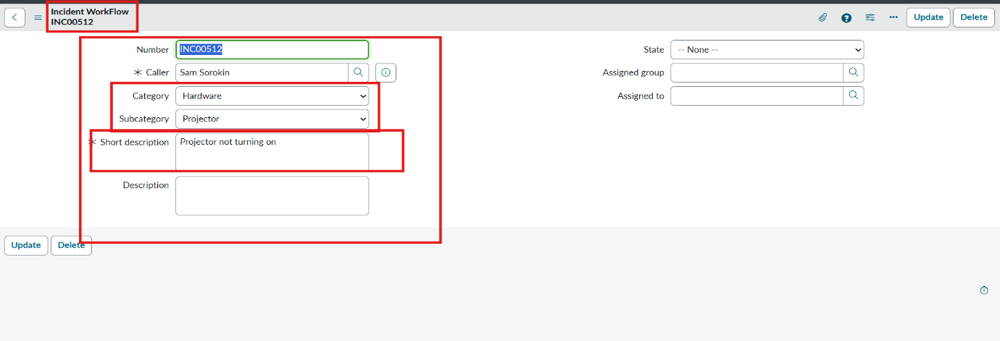 Incident WorkFlow
INC00512
Update Delete
Number INC00512
Caller Sam Sorokin
Category Hardware
Subcategory Projector
Short description Projector not turning on
Description
State -- None --
Assigned group
Assigned to
Update Delete